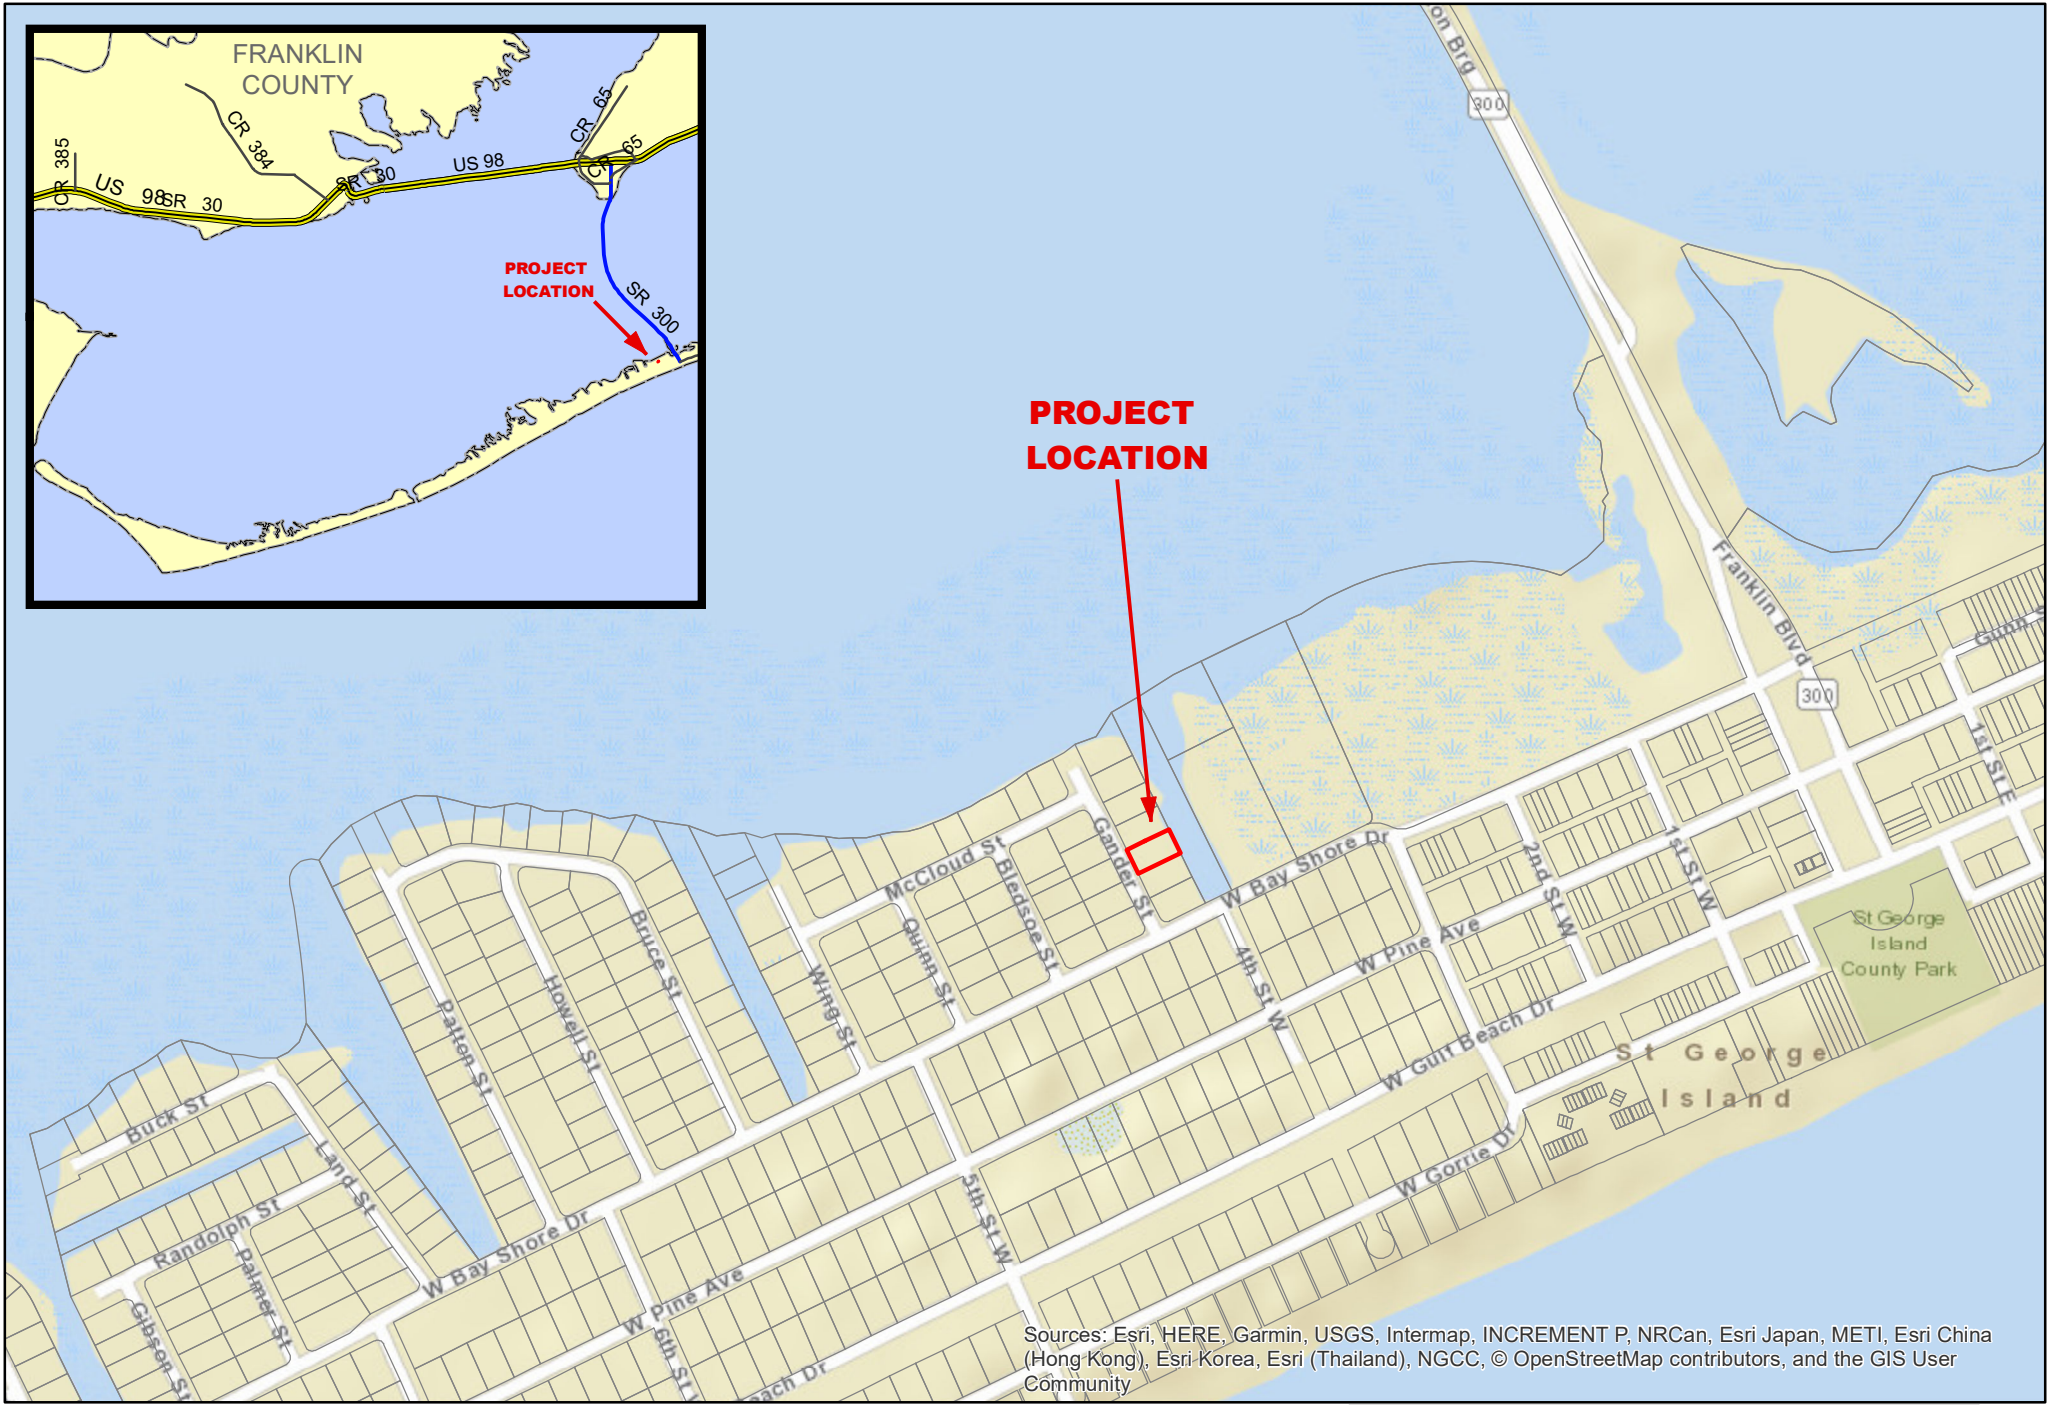 FRANKLIN
COUNTY
CR 385
CR 384
CR 65
CR 65
US 98
SR 30
US 98
SR 30
PROJECT
LOCATION
SR 300
on Brg
300
PROJECT
LOCATION
Franklin Blvd
300
Gunn S
1st St E
McCloud St
Gander St
Bledsoe St
Quinn St
Wing St
W Bay Shore Dr
2nd St W
1st St W
4th St W
W Pine Ave
St George
Island
County Park
Bruce St
Howell St
Patton St
W Gulf Beach Dr
St George
Island
Buck St
Land St
Randolph St
Palmer St
Gibson St
W Bay Shore Dr
W Pine Ave
5th St W
W Gorrie Dr
6th St W
each Dr
Sources: Esri, HERE, Garmin, USGS, Intermap, INCREMENT P, NRCan, Esri Japan, METI, Esri China
(Hong Kong), Esri Korea, Esri (Thailand), NGCC, © OpenStreetMap contributors, and the GIS User
Community